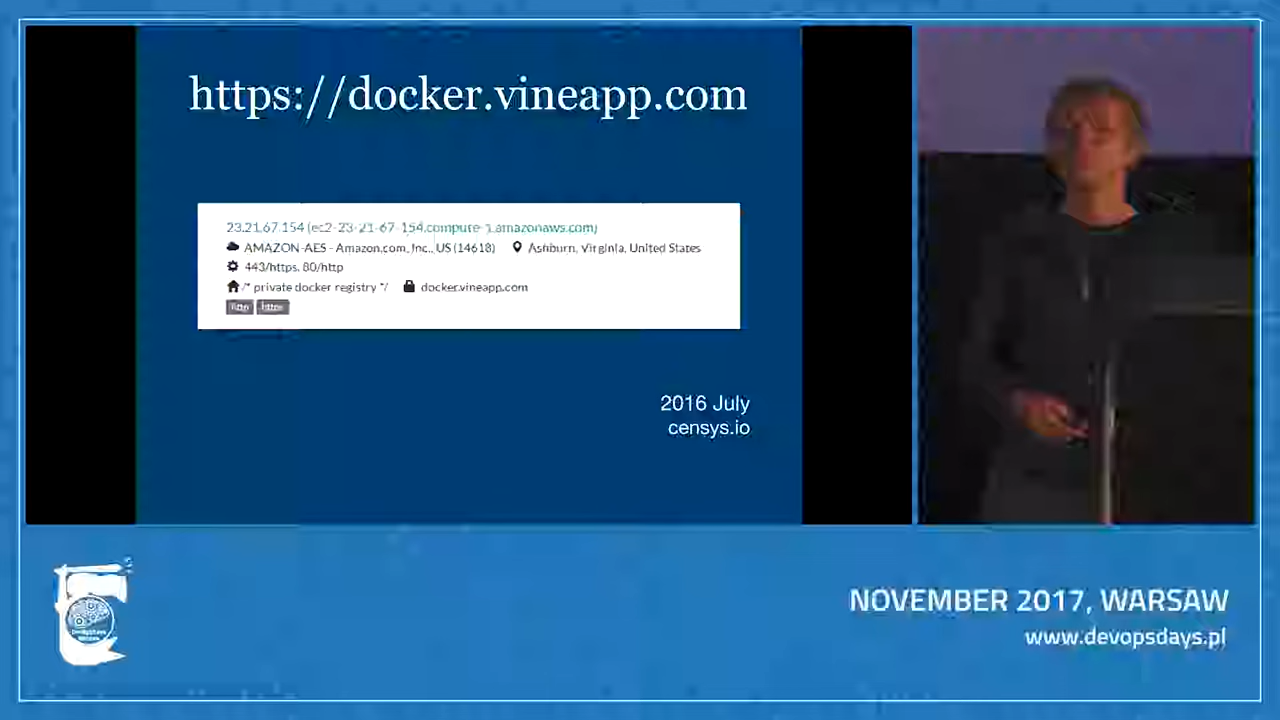 https://docker.vineapp.com
23.21.67.154 (ec2-23-21-67-154.compute-1.amazonaws.com)
AMAZON-AES - Amazon.com, Inc., US (14618) Ashburn, Virginia, United States
443/https, 80/http
/* private docker registry */ docker.vineapp.com
http https
2016 July
censys.io
NOVEMBER 2017, WARSAW
www.devopsdays.pl